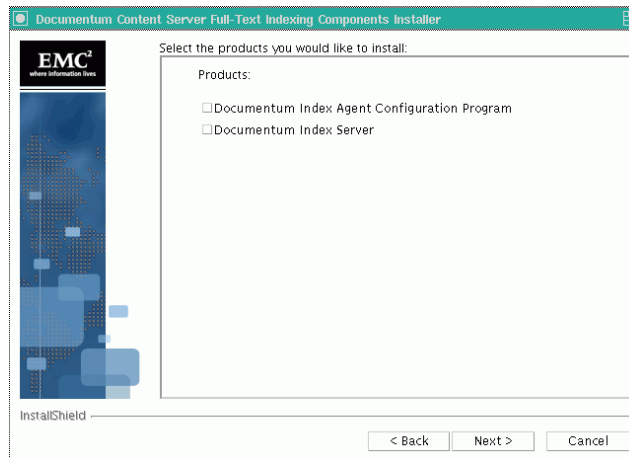 Documentum Content Server Full-Text Indexing Components Installer
EMC²
where information lives
Select the products you would like to install:
Products:
Documentum Index Agent Configuration Program
Documentum Index Server
InstallShield
< Back
Next >
Cancel